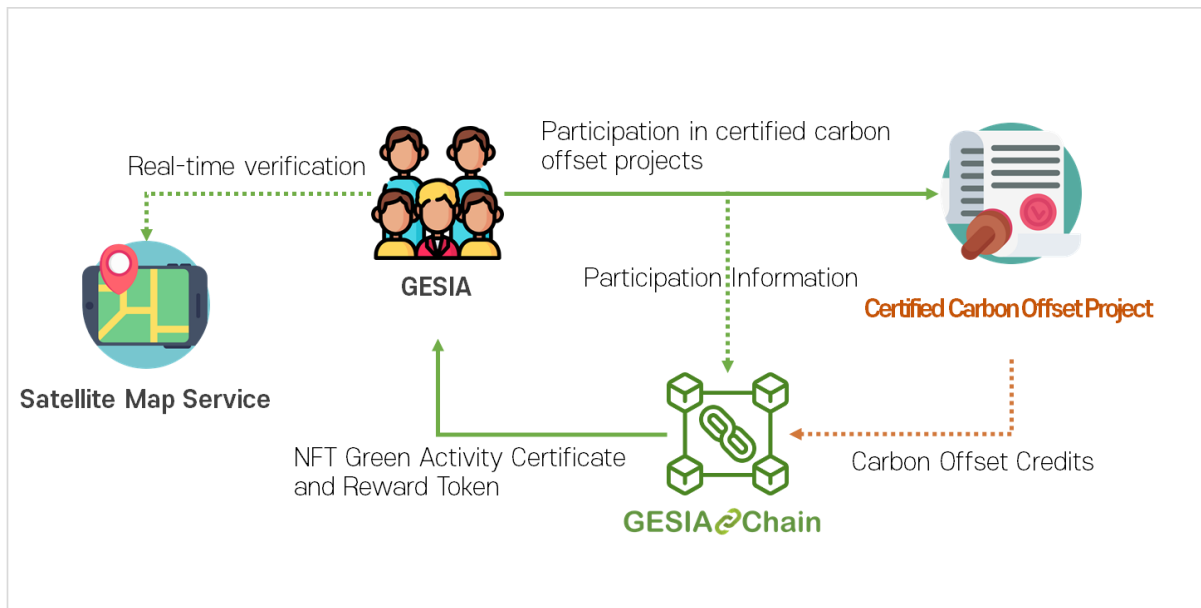 Participation in certified carbon
offset projects
Real-time verification
GESIA
Participation Information
Certified Carbon Offset Project
Satellite Map Service
NFT Green Activity Certificate
and Reward Token
Carbon Offset Credits
GESIA Chain